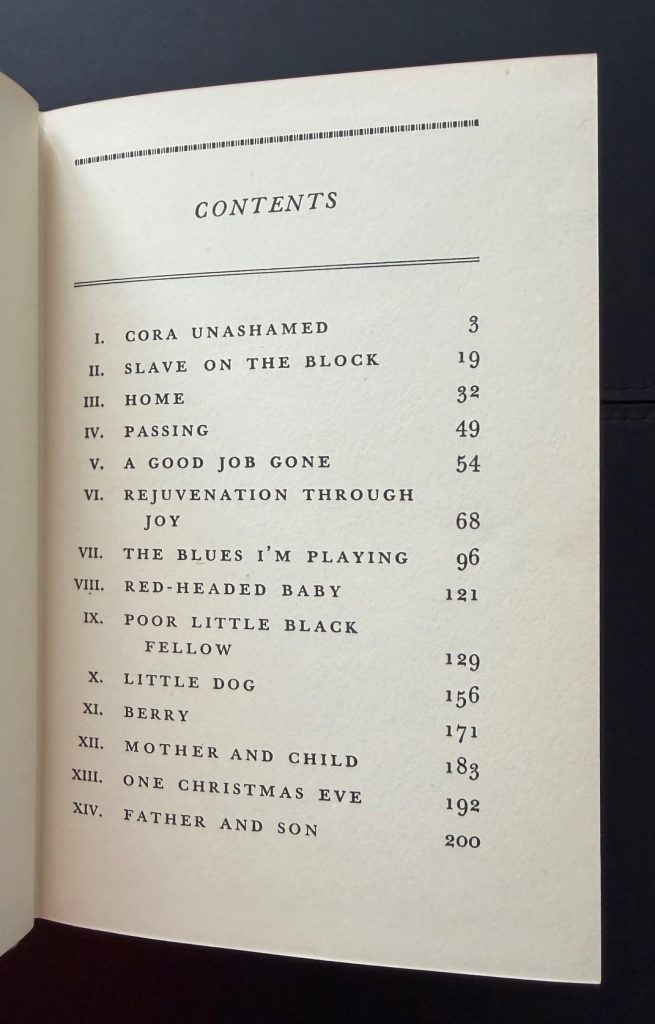 CONTENTS
I. CORA UNASHAMED 3
II. SLAVE ON THE BLOCK 19
III. HOME 32
IV. PASSING 49
V. A GOOD JOB GONE 54
VI. REJUVENATION THROUGH
JOY 68
VII. THE BLUES I'M PLAYING 96
VIII. RED-HEADED BABY 121
IX. POOR LITTLE BLACK
FELLOW 129
X. LITTLE DOG 156
XI. BERRY 171
XII. MOTHER AND CHILD 183
XIII. ONE CHRISTMAS EVE 192
XIV. FATHER AND SON 200